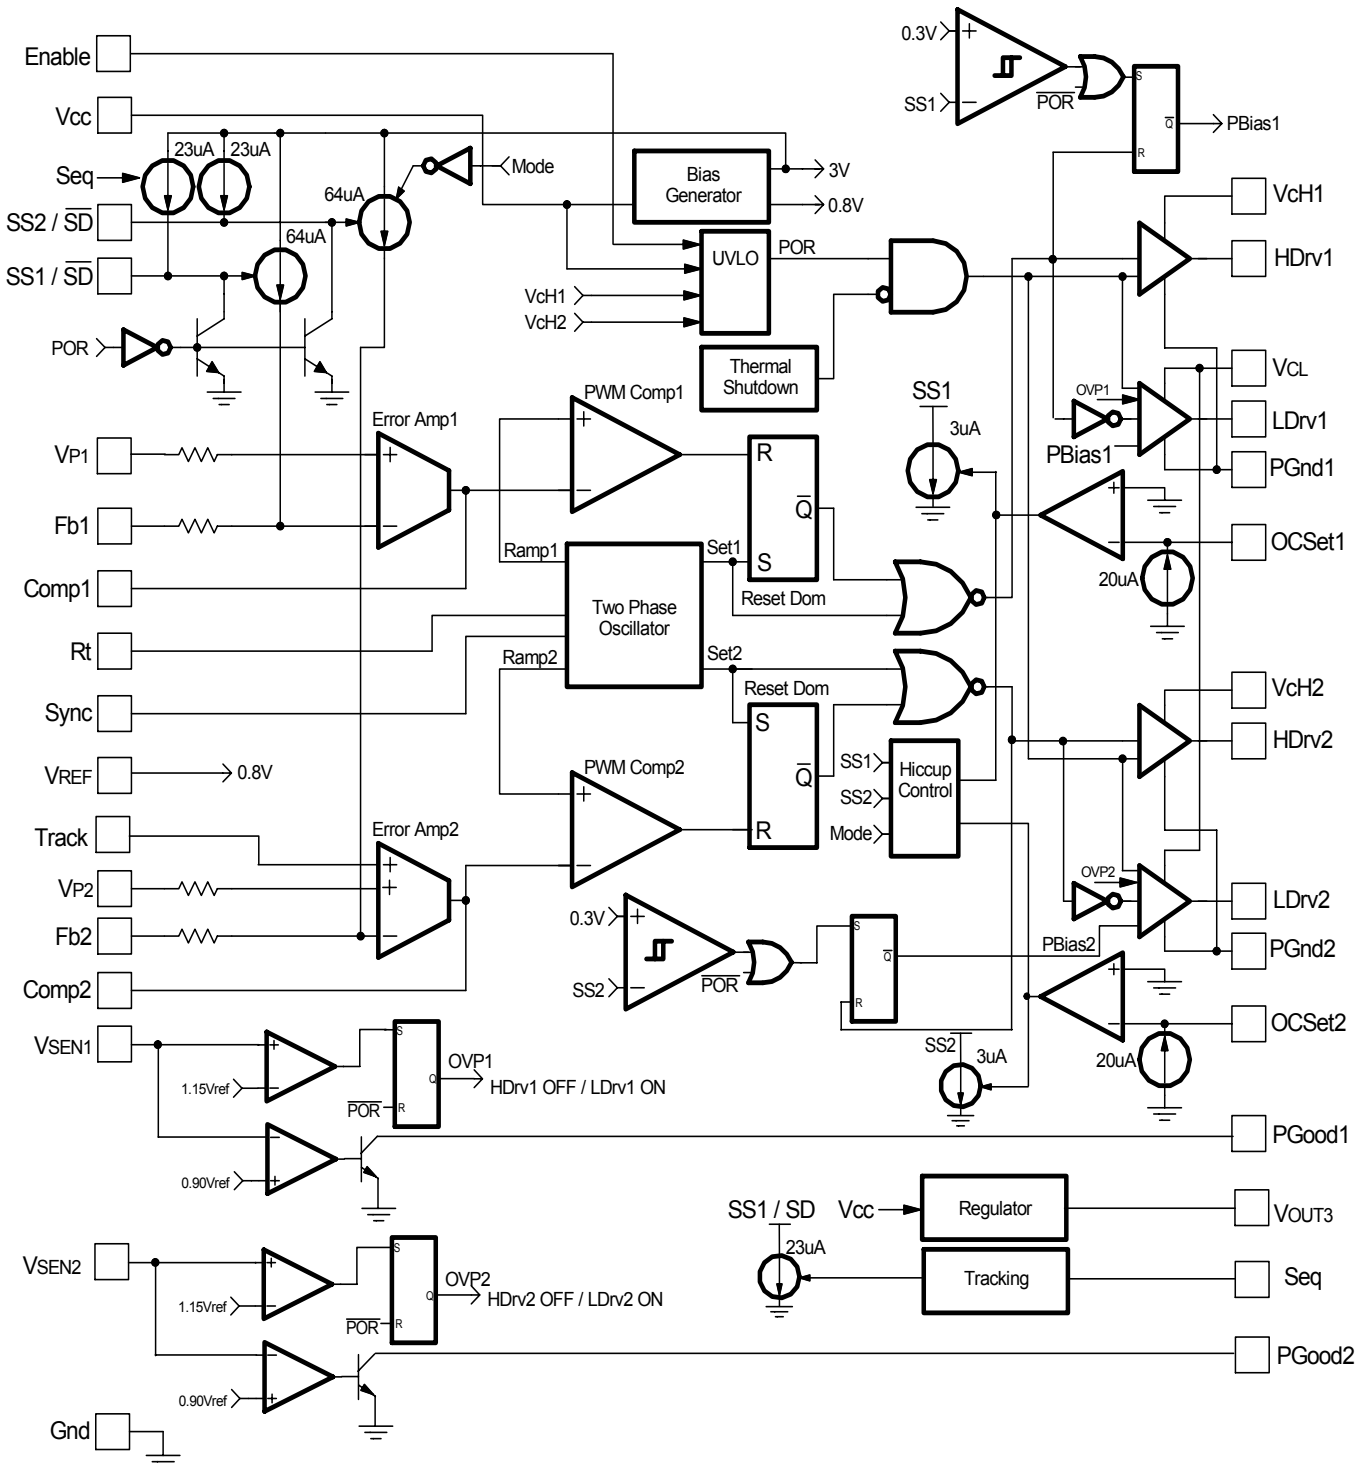 Enable
0.3V
SS1
POR
S
Q
R
PBias1
Vcc
23uA 23uA
Seq
Mode
64uA
SS2 / SD
64uA
SS1 / SD
POR
Bias
Generator
3V
0.8V
UVLO
POR
VcH1
VcH2
Thermal
Shutdown
VcH1
HDrv1
VCL
OVP1
LDrv1
PBias1
PGnd1
SS1
3uA
OCSet1
20uA
Error Amp1
PWM Comp1
VP1
+
−
Fb1
+
−
R
Q
S
Ramp1
Set1
Reset Dom
Comp1
Two Phase
Oscillator
Rt
Ramp2
Set2
Reset Dom
Sync
S
Q
R
VREF
0.8V
PWM Comp2
+
−
SS1
SS2
Mode
Hiccup
Control
VcH2
HDrv2
Track
Error Amp2
+
VP2
+
Fb2
−
Comp2
0.3V
+
SS2
−
POR
S
Q
R
PBias2
OVP2
LDrv2
PGnd2
+
−
OCSet2
20uA
SS2
3uA
VSEN1
+
1.15Vref
−
S
Q
R
POR
OVP1
HDrv1 OFF / LDrv1 ON
−
0.90Vref
+
PGood1
SS1 / SD
23uA
Vcc
Regulator
VOUT3
Tracking
Seq
VSEN2
+
1.15Vref
−
S
Q
R
POR
OVP2
HDrv2 OFF / LDrv2 ON
−
0.90Vref
+
PGood2
Gnd